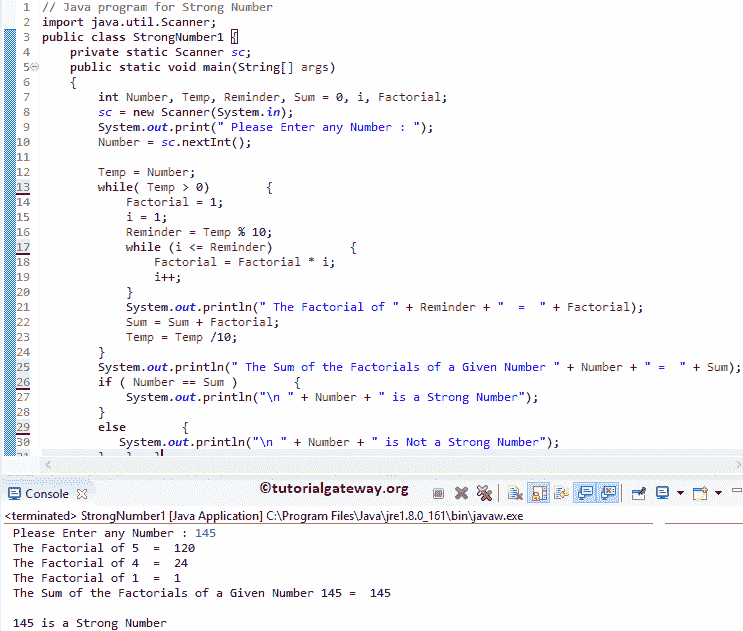 1 // Java program for Strong Number
2 import java.util.Scanner;
3 public class StrongNumber1 {
4 private static Scanner sc;
5 public static void main(String[] args)
6 {
7 int Number, Temp, Reminder, Sum = 0, i, Factorial;
8 sc = new Scanner(System.in);
9 System.out.print(" Please Enter any Number : ");
10 Number = sc.nextInt();
11
12 Temp = Number;
13 while( Temp > 0) {
14 Factorial = 1;
15 i = 1;
16 Reminder = Temp % 10;
17 while (i <= Reminder) {
18 Factorial = Factorial * i;
19 i++;
20 }
21 System.out.println(" The Factorial of " + Reminder + "  =  " + Factorial);
22 Sum = Sum + Factorial;
23 Temp = Temp /10;
24 }
25 System.out.println(" The Sum of the Factorials of a Given Number " + Number + " =  " + Sum);
26 if ( Number == Sum ) {
27 System.out.println("\n " + Number + " is a Strong Number");
28 }
29 else {
30 System.out.println("\n " + Number + " is Not a Strong Number");
31 } } }
Console
©tutorialgateway.org
<terminated> StrongNumber1 [Java Application] C:\Program Files\Java\jre1.8.0_161\bin\javaw.exe
Please Enter any Number : 145
The Factorial of 5  =  120
The Factorial of 4  =  24
The Factorial of 1  =  1
The Sum of the Factorials of a Given Number 145 =  145
145 is a Strong Number